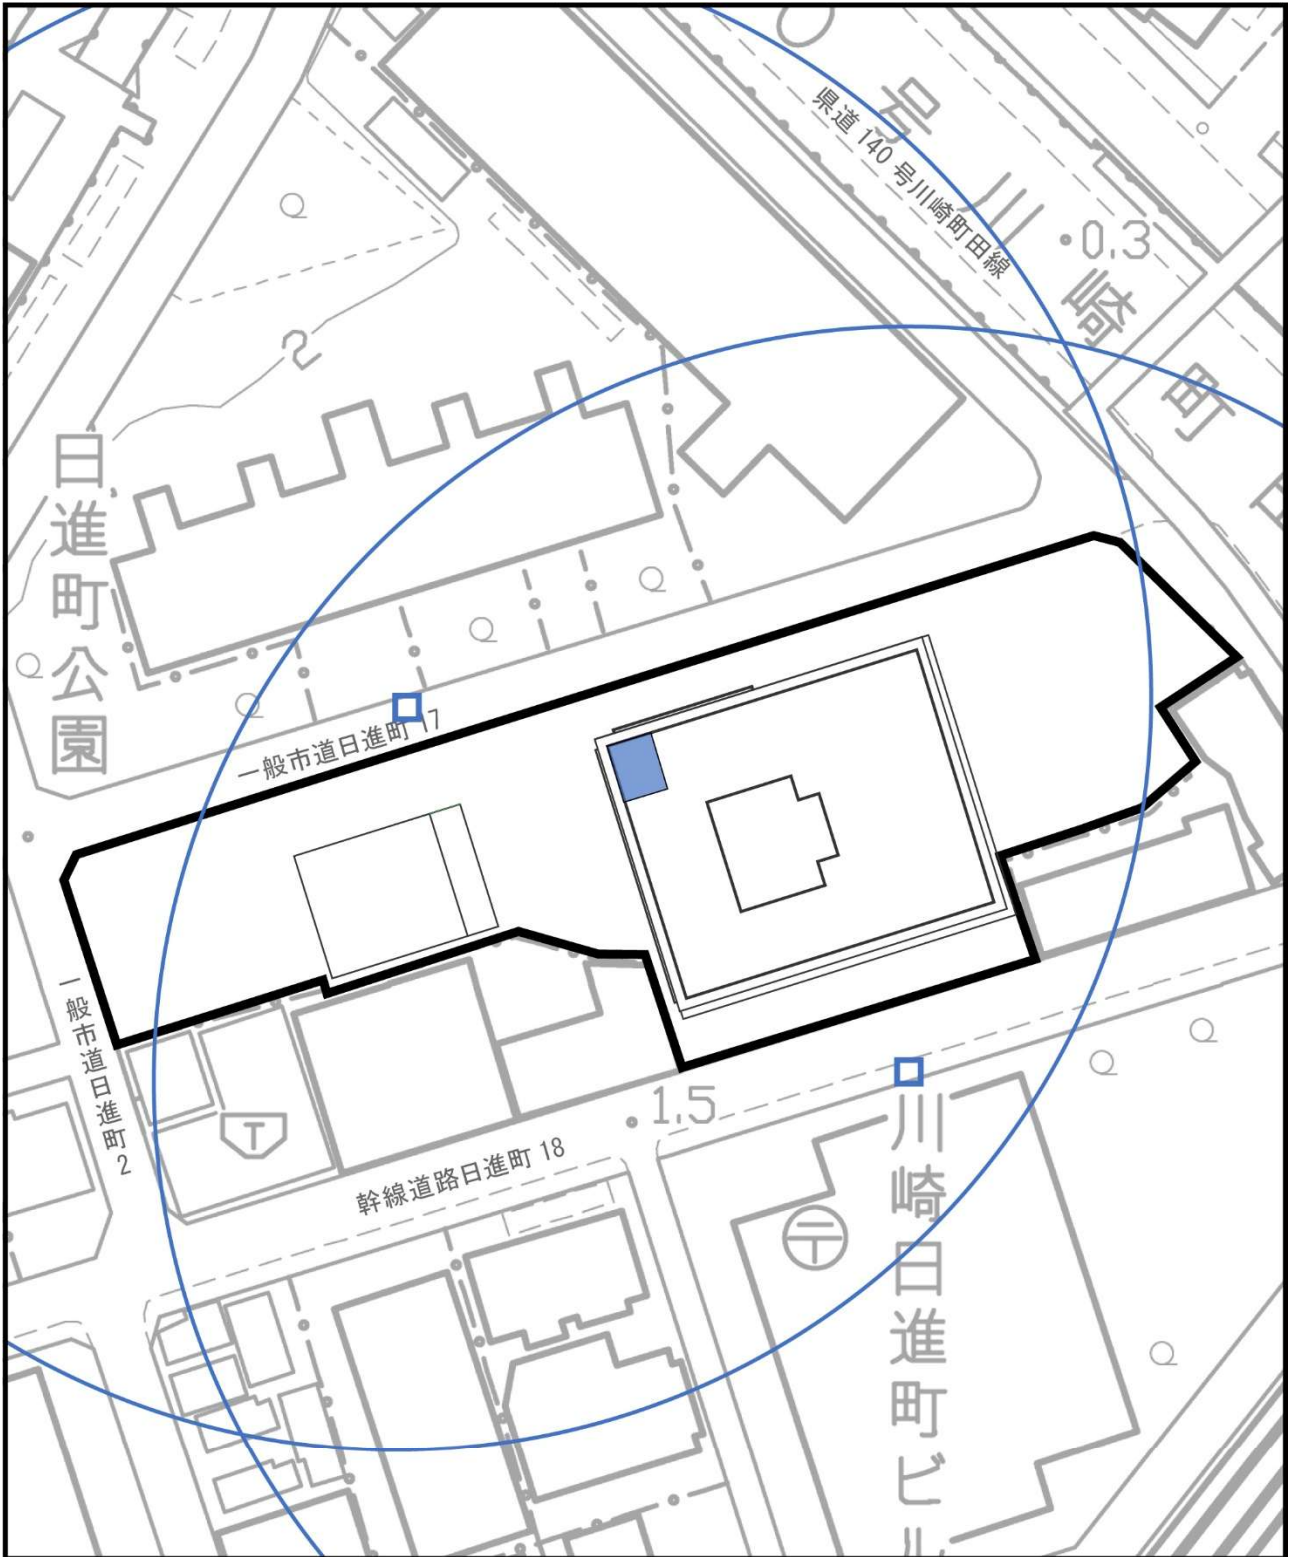 県道 140 号川崎町田線
号川崎町
0.3
2
日進町公園
一般市道日進町 17
一般市道日進町 2
1.5
幹線道路日進町 18
川崎日進町ビル